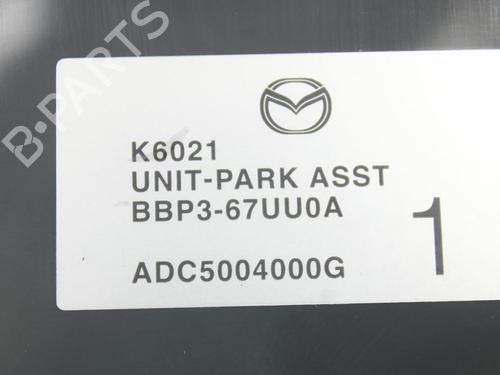 B-PARTS
K6021
UNIT-PARK ASST
BBP3-67UU0A
1
ADC5004000G